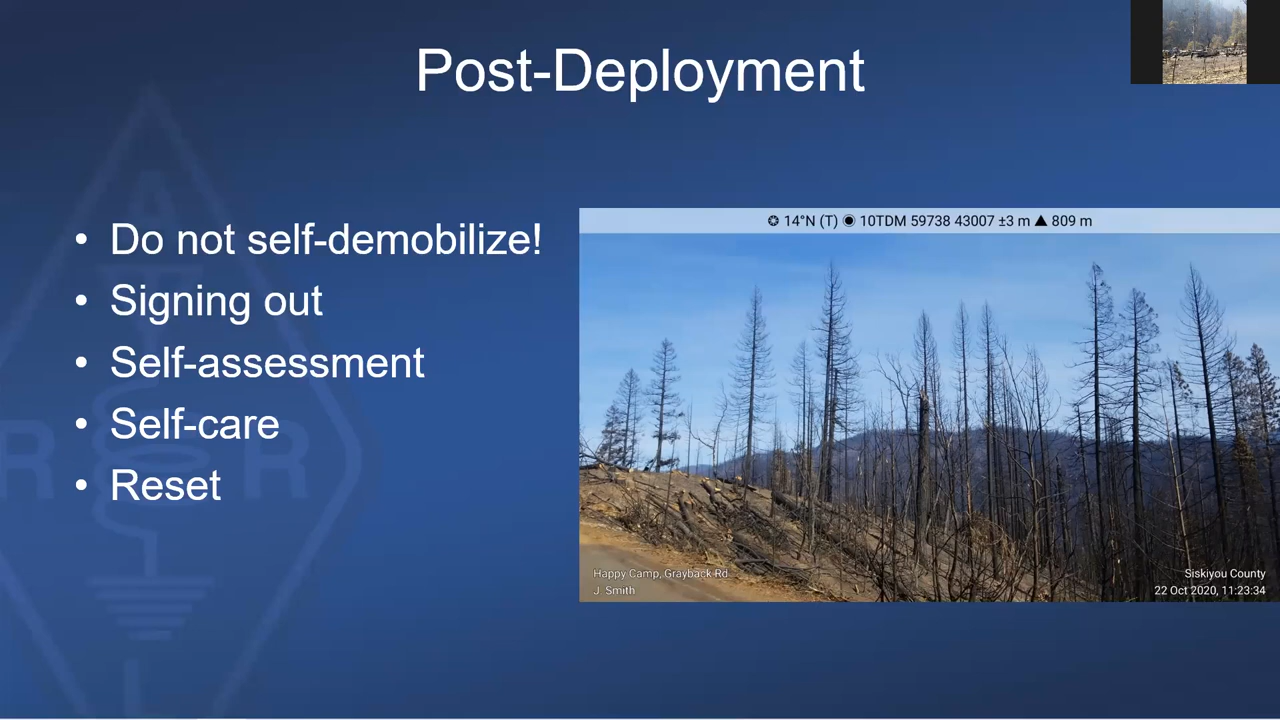 Post-Deployment
• Do not self-demobilize!
• Signing out
• Self-assessment
• Self-care
• Reset
14°N (T) 10TDM 59738 43007 ±3 m ▲ 809 m
Happy Camp, Grayback Rd
J. Smith
Siskiyou County
22 Oct 2020, 11:23:34
A
R R